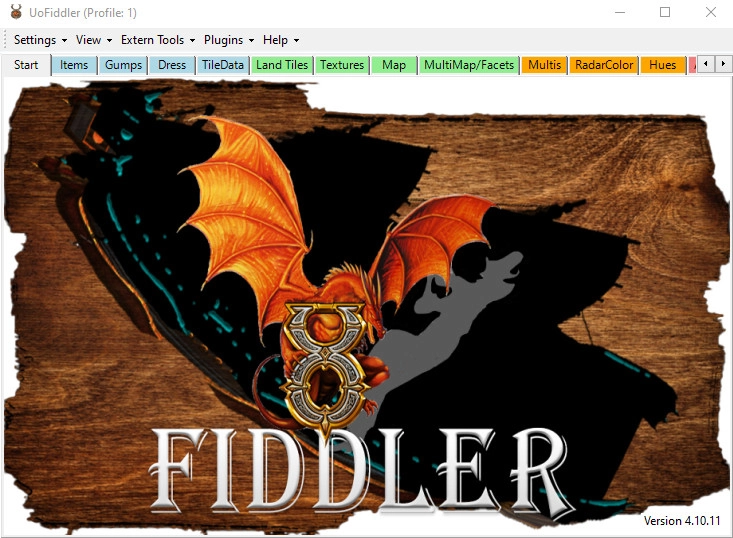 UoFiddler (Profile: 1)
Settings View Extern Tools Plugins Help
Start Items Gumps Dress TileData Land Tiles Textures Map MultiMap/Facets Multis RadarColor Hues
FIDDLER
Version 4.10.11